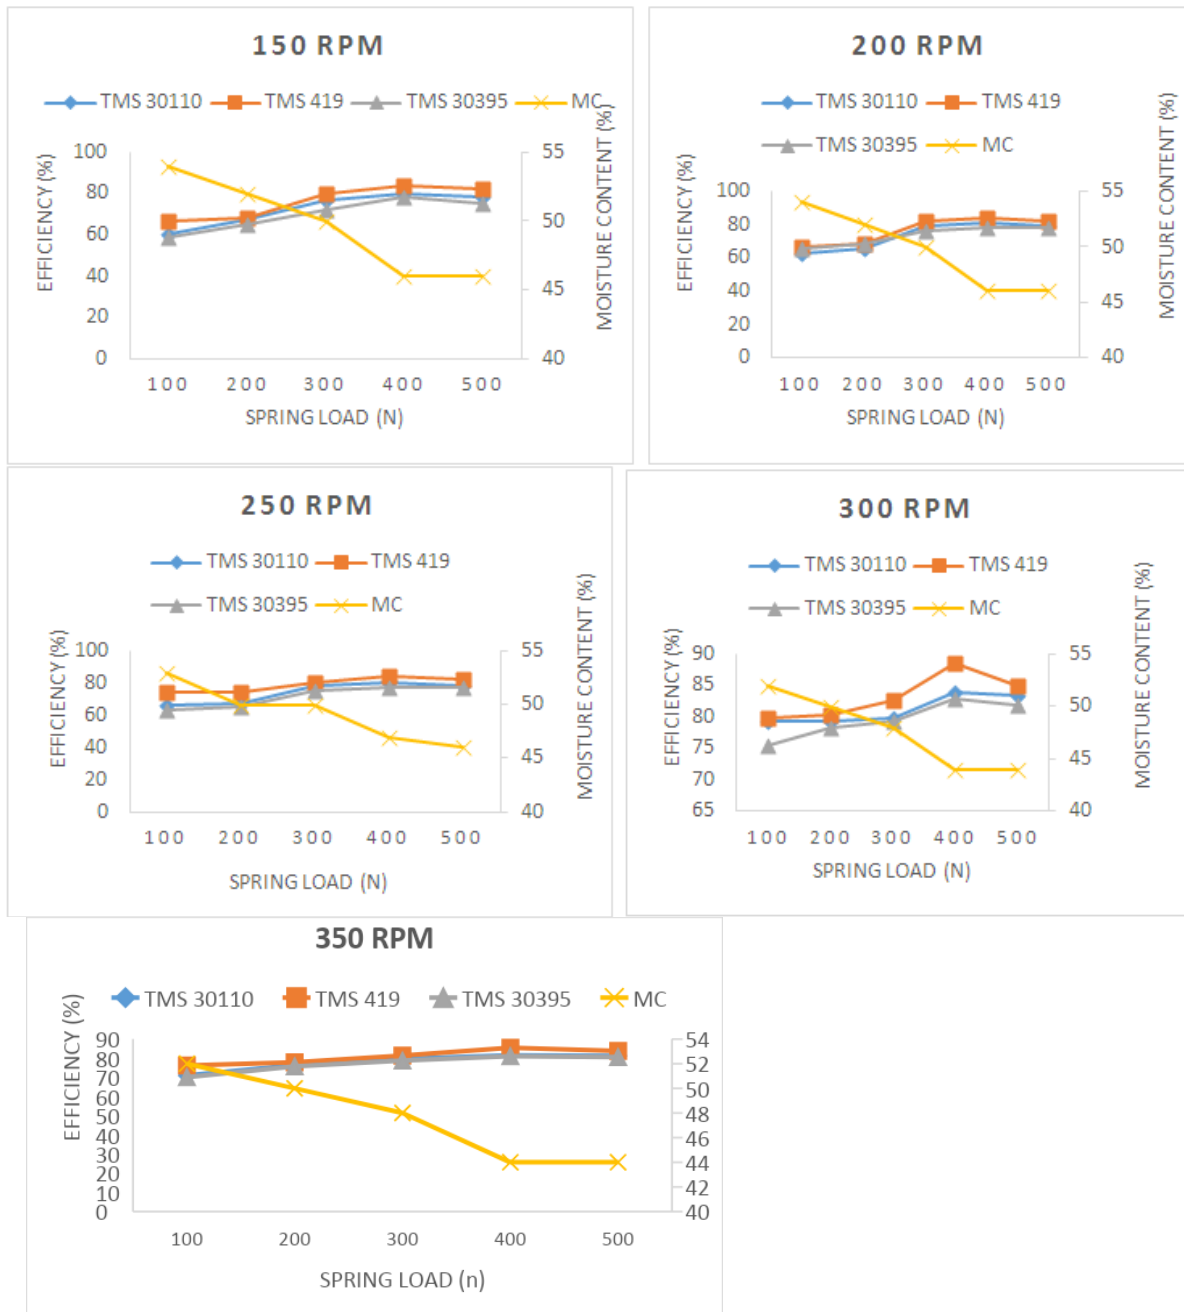 150 RPM
TMS 30110 TMS 419 TMS 30395 MC
EFFICIENCY (%)
100
80
60
40
20
0
MOISTURE CONTENT (%)
55
50
45
40
100 200 300 400 500
SPRING LOAD (N)
200 RPM
TMS 30110 TMS 419
TMS 30395 MC
EFFICIENCY (%)
100
80
60
40
20
0
MOISTURE CONTENT (%)
55
50
45
40
100 200 300 400 500
SPRING LOAD (N)
250 RPM
TMS 30110 TMS 419
TMS 30395 MC
EFFICIENCY (%)
100
80
60
40
20
0
MOISTURE CONTENT (%)
55
50
45
40
100 200 300 400 500
SPRING LOAD (N)
300 RPM
TMS 30110 TMS 419
TMS 30395 MC
EFFICIENCY (%)
90
85
80
75
70
65
MOISTURE CONTENT (%)
55
50
45
40
100 200 300 400 500
SPRING LOAD (N)
350 RPM
TMS 30110 TMS 419 TMS 30395 MC
EFFICIENCY (%)
90
80
70
60
50
40
30
20
10
0
54
52
50
48
46
44
42
40
100 200 300 400 500
SPRING LOAD (n)